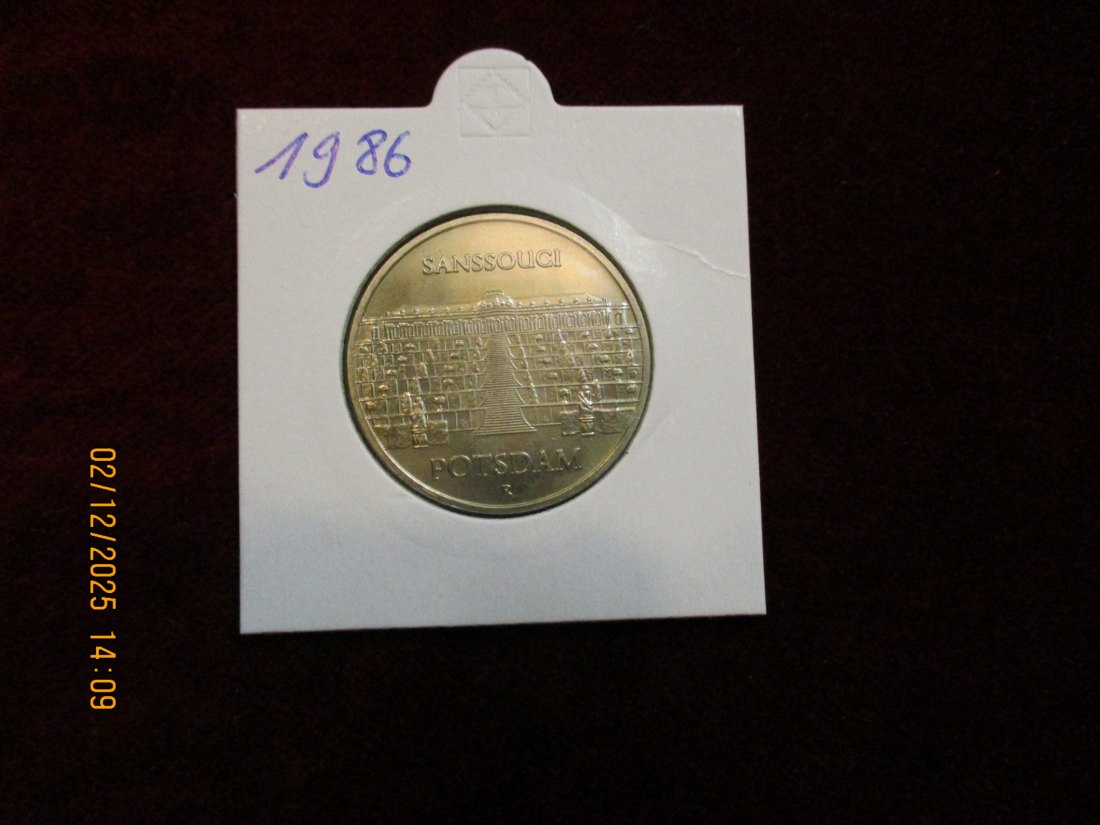 1986
SANSSOUCI
POTSDAM
R
02/12/2025 14:09